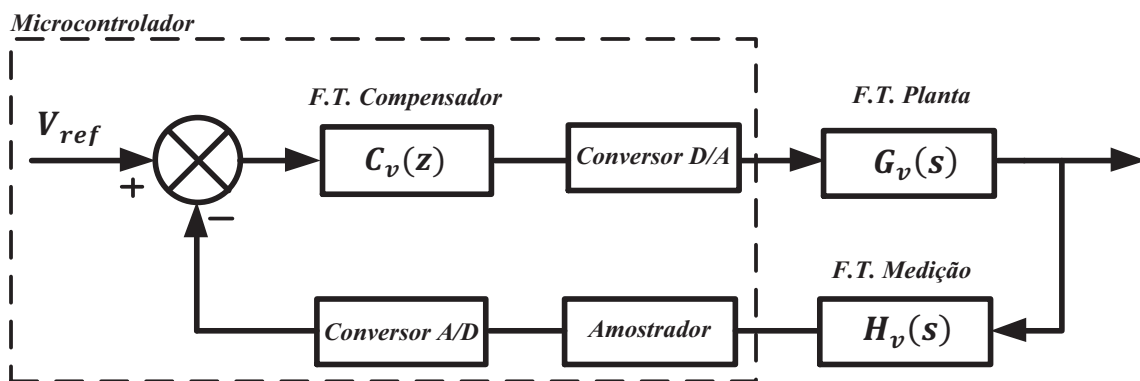 Microcontrolador
F.T. Compensador
F.T. Planta
V_ref
+
−
C_v(z)
Conversor D/A
G_v(s)
F.T. Medição
Conversor A/D
Amostrador
H_v(s)